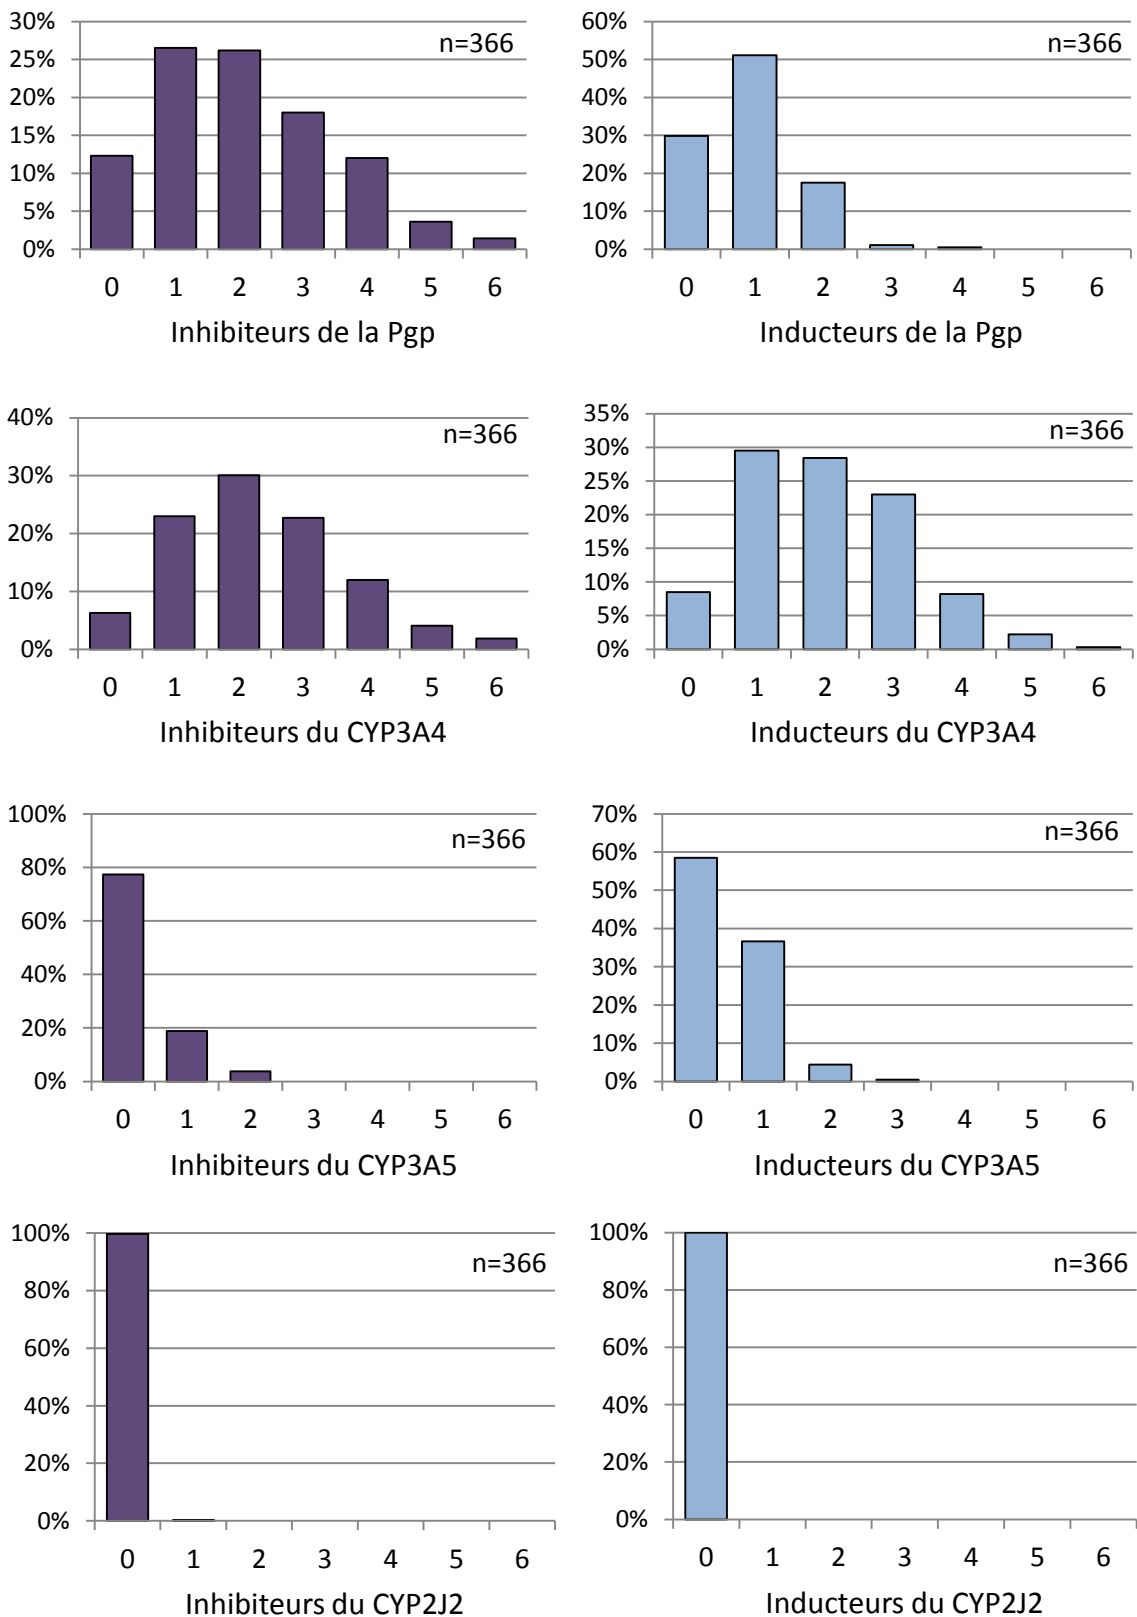 30%
25%
20%
15%
10%
5%
0%
n=366
0 1 2 3 4 5 6
Inhibiteurs de la Pgp
60%
50%
40%
30%
20%
10%
0%
n=366
0 1 2 3 4 5 6
Inducteurs de la Pgp
40%
30%
20%
10%
0%
n=366
0 1 2 3 4 5 6
Inhibiteurs du CYP3A4
35%
30%
25%
20%
15%
10%
5%
0%
n=366
0 1 2 3 4 5 6
Inducteurs du CYP3A4
100%
80%
60%
40%
20%
0%
n=366
0 1 2 3 4 5 6
Inhibiteurs du CYP3A5
70%
60%
50%
40%
30%
20%
10%
0%
n=366
0 1 2 3 4 5 6
Inducteurs du CYP3A5
100%
80%
60%
40%
20%
0%
n=366
0 1 2 3 4 5 6
Inhibiteurs du CYP2J2
100%
80%
60%
40%
20%
0%
n=366
0 1 2 3 4 5 6
Inducteurs du CYP2J2